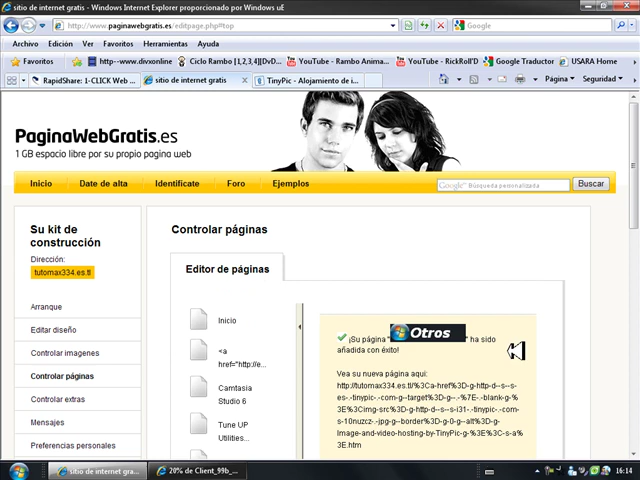 sitio de internet gratis - Windows Internet Explorer proporcionado por Windows uE
http://www.paginawebgratis.es/editpage.php#top
Google
Archivo Edición Ver Favoritos Herramientas Ayuda
Favoritos http--www.divxonline Ciclo Rambo [1,2,3,4][DvD... YouTube - Rambo Anima... YouTube - RickRoll'D Google Traductor USARA Home
RapidShare: 1-CLICK Web ... sitio de internet gratis TinyPic - Alojamiento de i... Página Seguridad
PaginaWebGratis.es
1 GB espacio libre por su propio pagina web
Inicio Date de alta Identifícate Foro Ejemplos
Google Búsqueda personalizada Buscar
Su kit de
construcción
Dirección:
tutomax334.es.tl
Arranque
Editar diseño
Controlar imagenes
Controlar páginas
Controlar extras
Mensajes
Preferencias personales
Controlar páginas
Editor de páginas
Inicio
<a
href="http://e...
Camtasia
Studio 6
Tune UP
Utilities...
¡Su página " Otros " ha sido
añadida con éxito!
Vea su nueva página aquí:
http://tutomax334.es.tl/%3Ca-href%3D-g-http-d--s--s-
es-.-tinypic-.-com-g--target%3D-g--.-%7E-.-blank-g-%
3E%3Cimg-src%3D-g-http-d--s--s-i31-.-tinypic-.-com-
s-10nuzcz-.-jpg-g--border%3D-g-0-g--alt%3D-g-
Image-and-video-hosting-by-TinyPic-g-%3E%3C-s-a%
3E.htm
sitio de internet gra... 20% de Client_99b_... 16:14